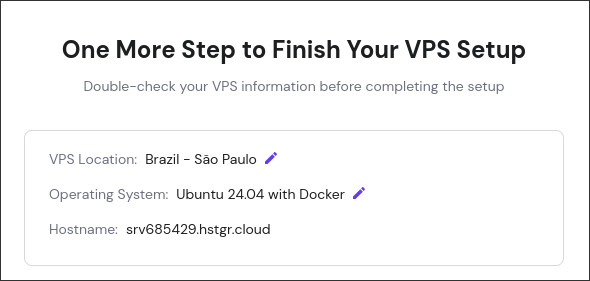 One More Step to Finish Your VPS Setup
Double-check your VPS information before completing the setup
VPS Location: Brazil - São Paulo
Operating System: Ubuntu 24.04 with Docker
Hostname: srv685429.hstgr.cloud